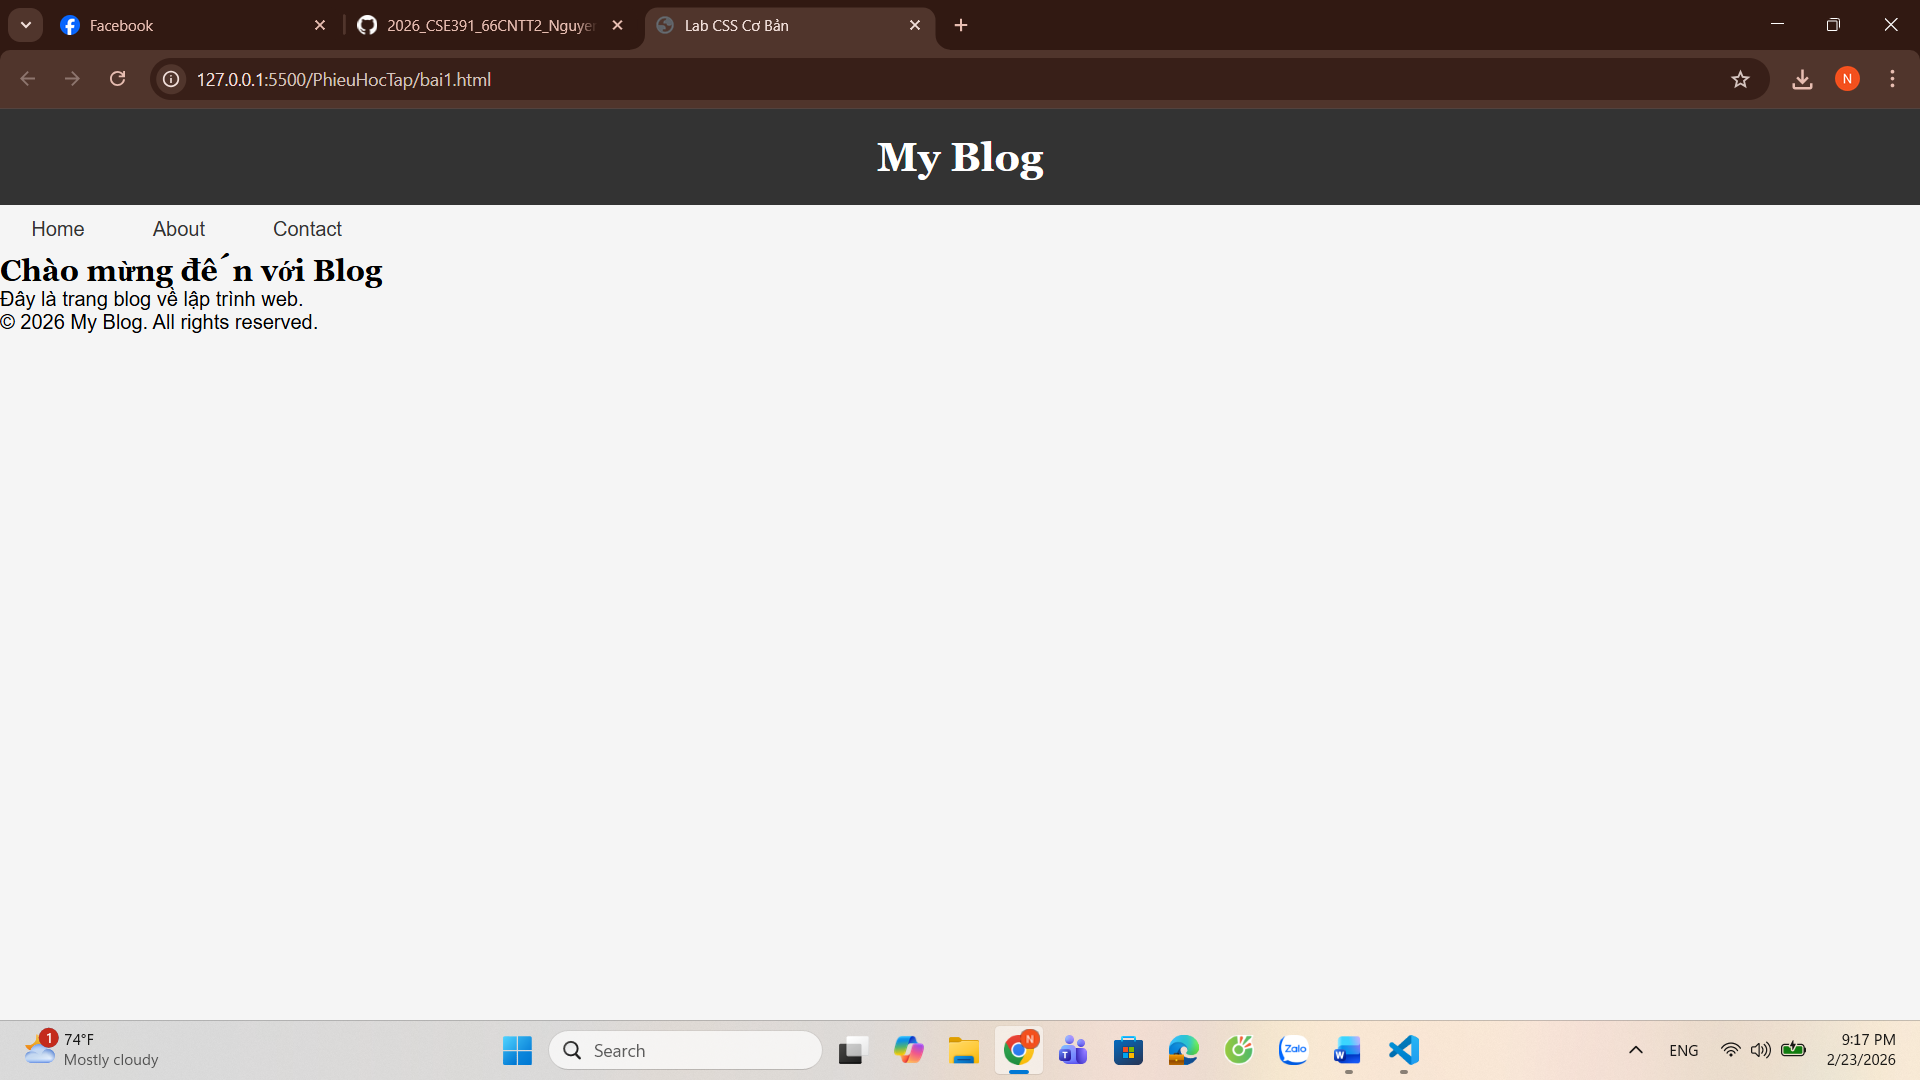 Facebook
2026_CSE391_66CNTT2_Nguye
Lab CSS Cơ Bản
127.0.0.1:5500/PhieuHocTap/bai1.html
N
My Blog
Home About Contact
Chào mừng đến với Blog
Đây là trang blog về lập trình web.
© 2026 My Blog. All rights reserved.
1
74°F
Mostly cloudy
Search
N
T
Zalo
W
ENG
9:17 PM
2/23/2026